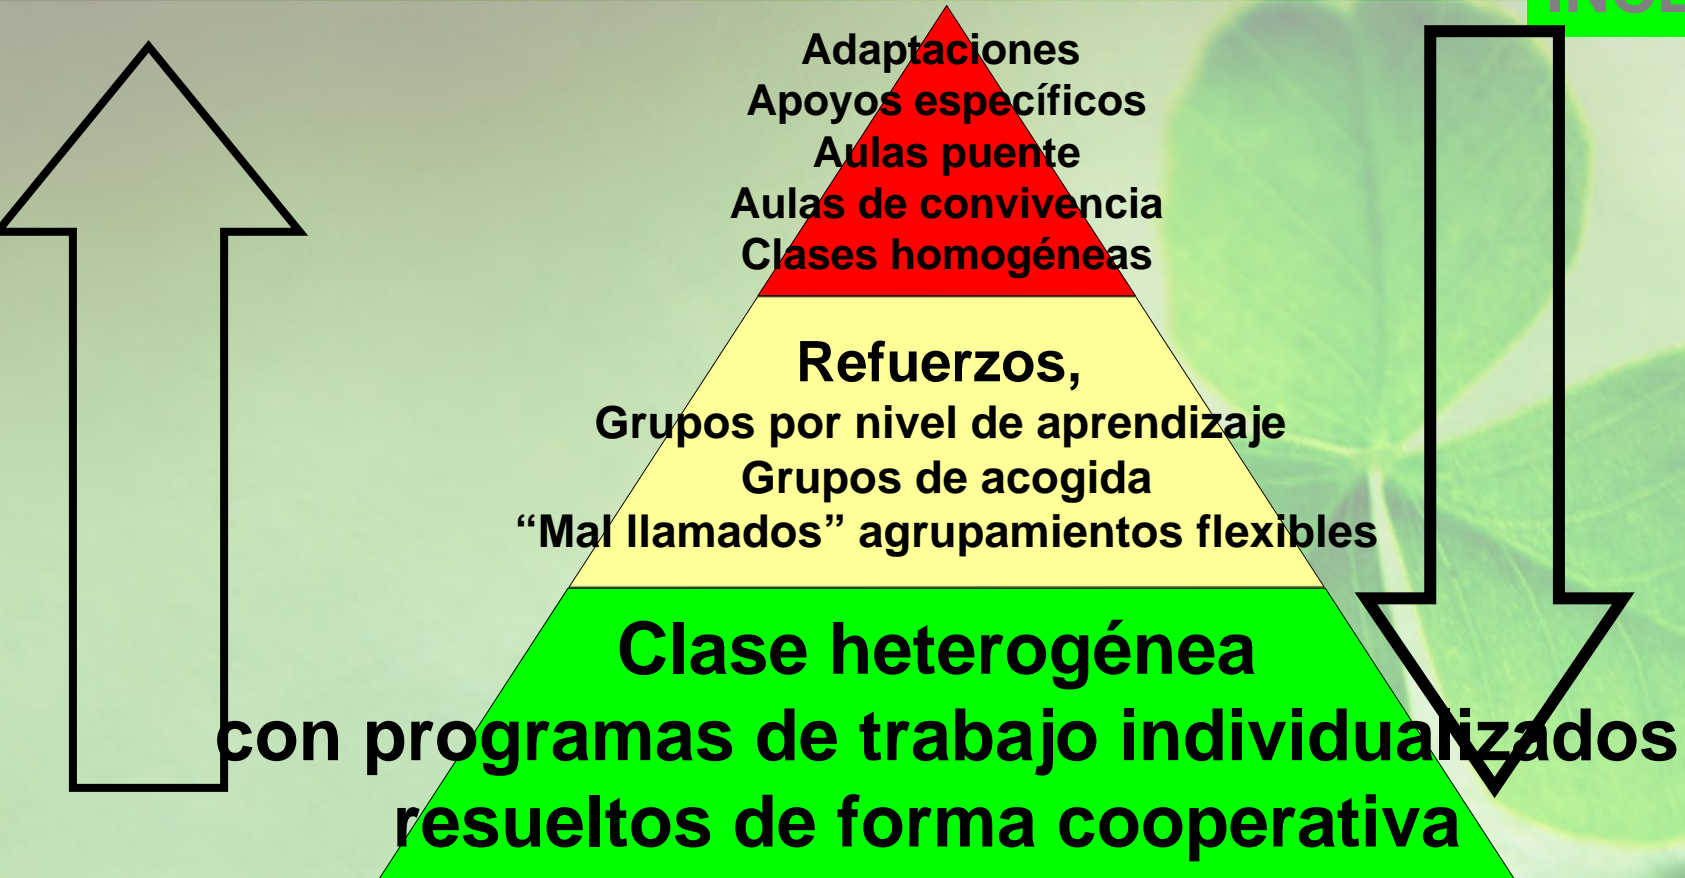 Adaptaciones
Apoyos específicos
Aulas puente
Aulas de convivencia
Clases homogéneas
Refuerzos,
Grupos por nivel de aprendizaje
Grupos de acogida
“Mal llamados” agrupamientos flexibles
Clase heterogénea
con programas de trabajo individualizados
resueltos de forma cooperativa